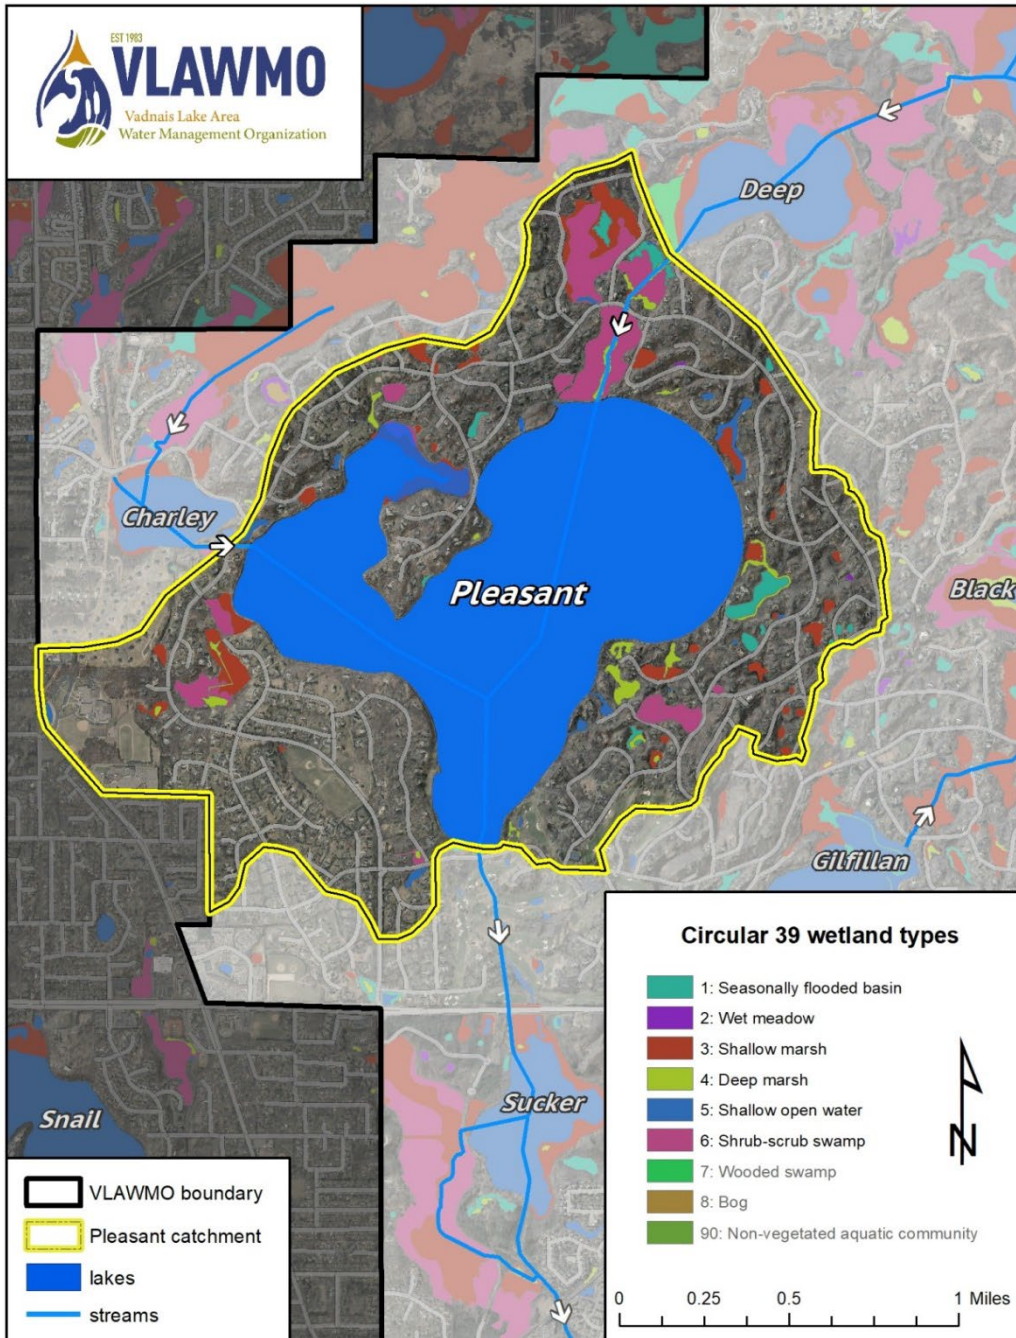 EST 1983
VLAWMO
Vadnais Lake Area
Water Management Organization
Deep
Charley
Pleasant
Black
Gilfillan
Sucker
Snail
Circular 39 wetland types
1: Seasonally flooded basin
2: Wet meadow
3: Shallow marsh
4: Deep marsh
5: Shallow open water
6: Shrub-scrub swamp
7: Wooded swamp
8: Bog
90: Non-vegetated aquatic community
N
0 0.25 0.5 1 Miles
VLAWMO boundary
Pleasant catchment
lakes
streams